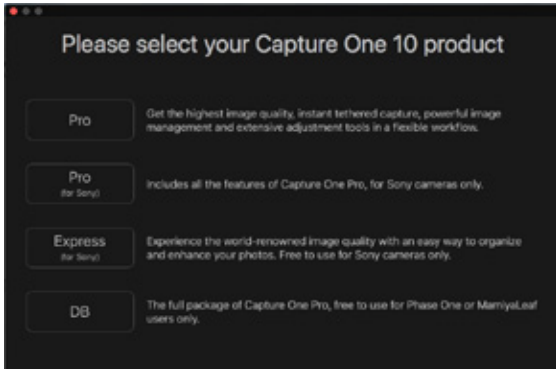 Please select your Capture One 10 product
Pro
Get the highest image quality, instant tethered capture, powerful image
management and extensive adjustment tools in a flexible workflow.
Pro
(for Sony)
Includes all the features of Capture One Pro, for Sony cameras only.
Express
(for Sony)
Experience the world-renowned image quality with an easy way to organize
and enhance your photos. Free to use for Sony cameras only.
DB
The full package of Capture One Pro, free to use for Phase One or MamiyaLeaf
users only.